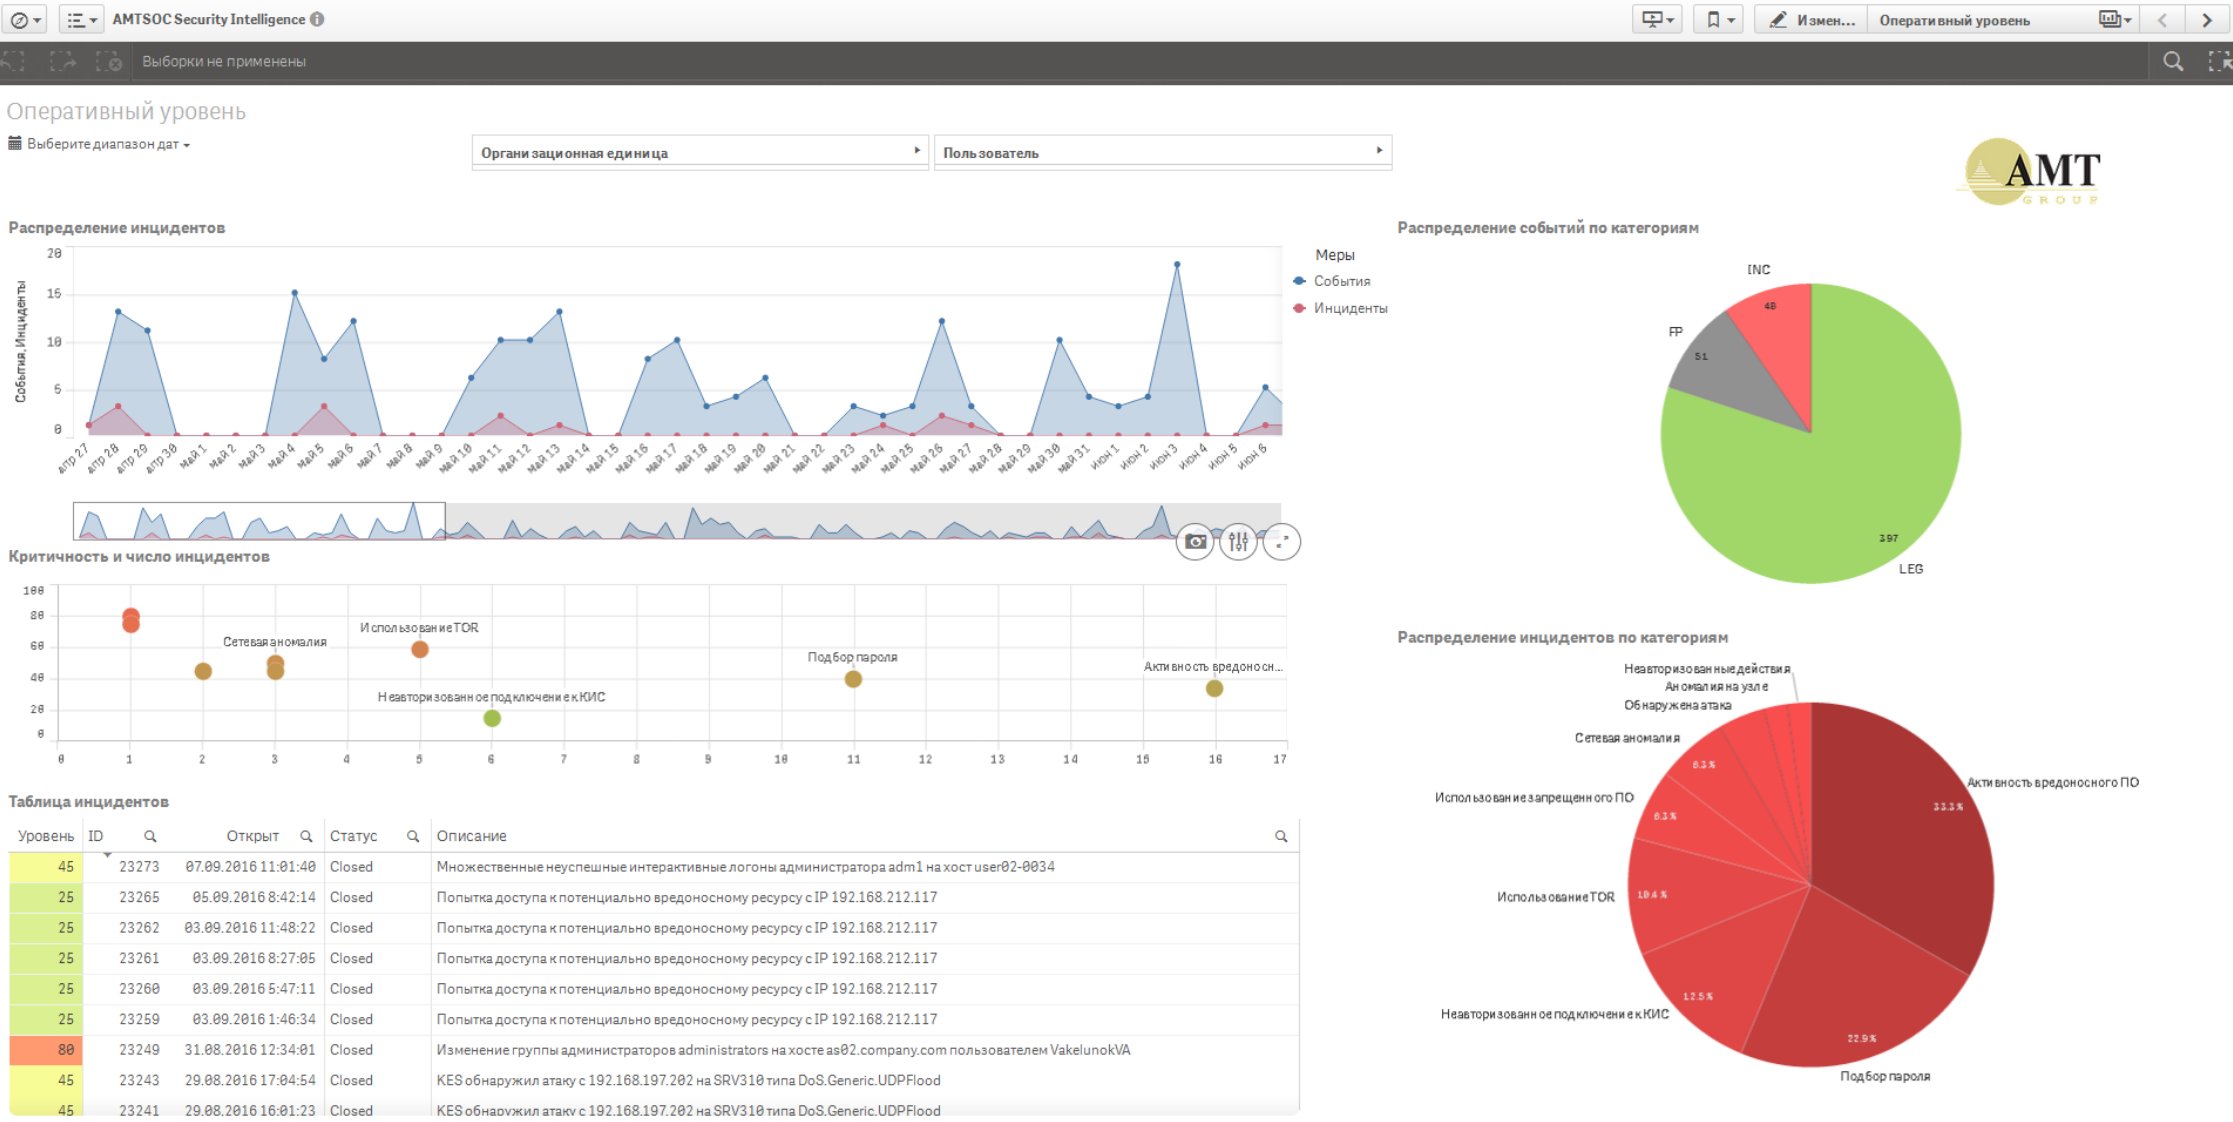 AMTSOC Security Intelligence
Измен...
Оперативный уровень
Выборки не применены
Оперативный уровень
Выберите диапазон дат
Организационная единица
Пользователь
AMT
GROUP
Распределение инцидентов
События, Инциденты
20
15
10
5
0
апр 27
апр 28
апр 29
апр 30
май 1
май 2
май 3
май 4
май 5
май 6
май 7
май 8
май 9
май 10
май 11
май 12
май 13
май 14
май 15
май 16
май 17
май 18
май 19
май 20
май 21
май 22
май 23
май 24
май 25
май 26
май 27
май 28
май 29
май 30
май 31
июн 1
июн 2
июн 3
июн 4
июн 5
июн 6
Меры
События
Инциденты
Распределение событий по категориям
INC
48
FP
51
397
LEG
Критичность и число инцидентов
100
80
60
40
20
0
Сетевая аномалия
Использование TOR
Неавторизованное подключение к КИС
Подбор пароля
Активность вредоносн...
0 1 2 3 4 5 6 7 8 9 10 11 12 13 14 15 16 17
Распределение инцидентов по категориям
Неавторизованные действия
Аномалия на узле
Обнаружена атака
Сетевая аномалия
6.3%
Использование запрещенного ПО
6.3%
Использование TOR
10.4%
Неавторизованное подключение к КИС
12.5%
22.9%
Подбор пароля
33.3%
Активность вредоносного ПО
Таблица инцидентов
Уровень ID Открыт Статус Описание
45 23273 07.09.2016 11:01:40 Closed Множественные неуспешные интерактивные логоны администратора adm1 на хост user02-0034
25 23265 05.09.2016 8:42:14 Closed Попытка доступа к потенциально вредоносному ресурсу с IP 192.168.212.117
25 23262 03.09.2016 11:48:22 Closed Попытка доступа к потенциально вредоносному ресурсу с IP 192.168.212.117
25 23261 03.09.2016 8:27:05 Closed Попытка доступа к потенциально вредоносному ресурсу с IP 192.168.212.117
25 23260 03.09.2016 5:47:11 Closed Попытка доступа к потенциально вредоносному ресурсу с IP 192.168.212.117
25 23259 03.09.2016 1:46:34 Closed Попытка доступа к потенциально вредоносному ресурсу с IP 192.168.212.117
80 23249 31.08.2016 12:34:01 Closed Изменение группы администраторов administrators на хосте as02.company.com пользователем VakelunokVA
45 23243 29.08.2016 17:04:54 Closed KES обнаружил атаку с 192.168.197.202 на SRV310 типа DoS.Generic.UDPFlood
45 23241 29.08.2016 16:01:23 Closed KES обнаружил атаку с 192.168.197.202 на SRV310 типа DoS.Generic.UDPFlood